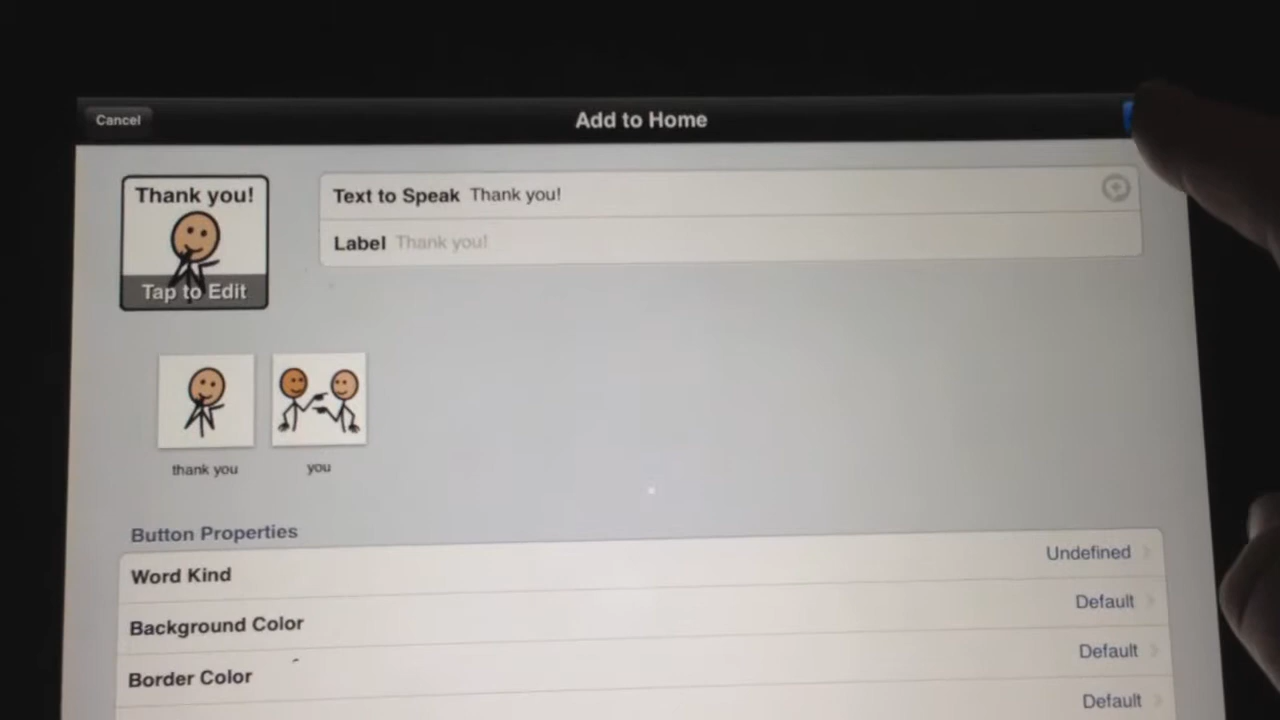 Cancel
Add to Home
Thank you!
Tap to Edit
Text to Speak Thank you!
Label Thank you!
thank you
you
Button Properties
Word Kind Undefined
Background Color Default
Border Color Default
Default